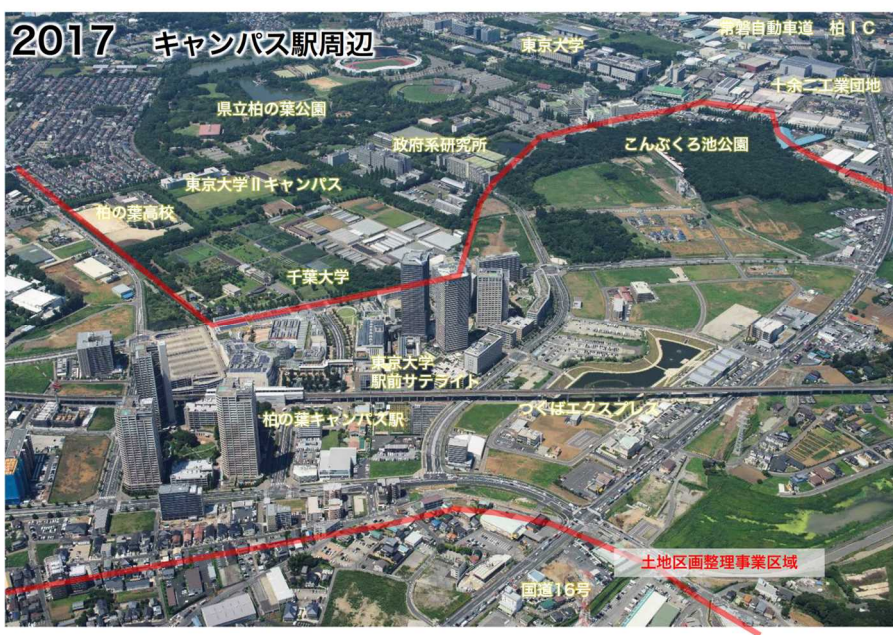 2017 キャンパス駅周辺
常磐自動車道 柏IC
東京大学
十余二工業団地
県立柏の葉公園
政府系研究所
こんぶくろ池公園
東京大学Ⅱキャンパス
柏の葉高校
千葉大学
東京大学
駅前サテライト
つくばエクスプレス
柏の葉キャンパス駅
土地区画整理事業区域
国道16号